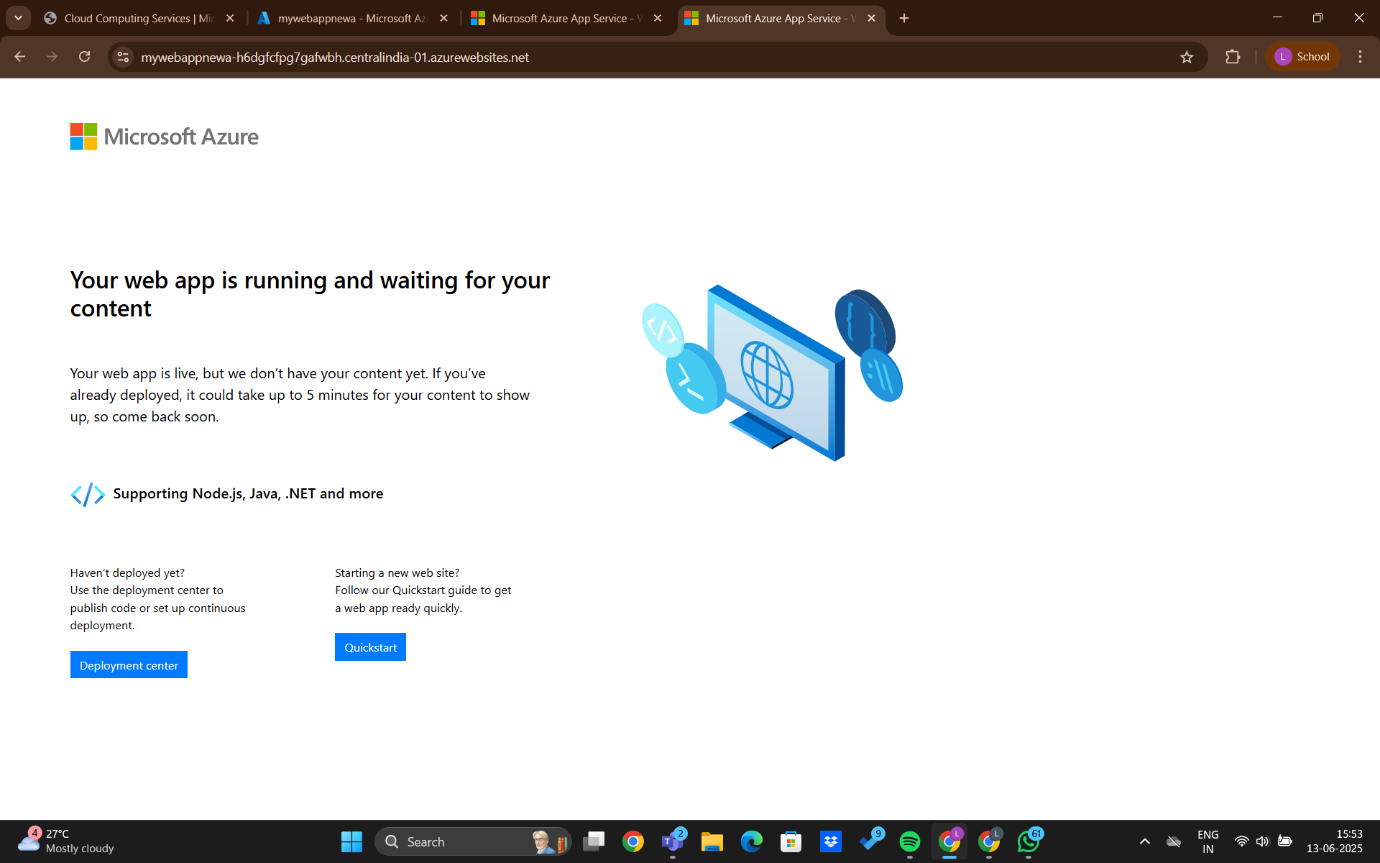 Cloud Computing Services | Mi
mywebappnewa - Microsoft Az
Microsoft Azure App Service -
Microsoft Azure App Service -
mywebappnewa-h6dgfcfpg7gafwbh.centralindia-01.azurewebsites.net
L School
Microsoft Azure
Your web app is running and waiting for your
content
Your web app is live, but we don't have your content yet. If you've
already deployed, it could take up to 5 minutes for your content to show
up, so come back soon.
</> Supporting Node.js, Java, .NET and more
Haven't deployed yet?
Use the deployment center to
publish code or set up continuous
deployment.
Deployment center
Starting a new web site?
Follow our Quickstart guide to get
a web app ready quickly.
Quickstart
4
27°C
Mostly cloudy
Search
2
9
L
L
61
ENG
IN
15:53
13-06-2025